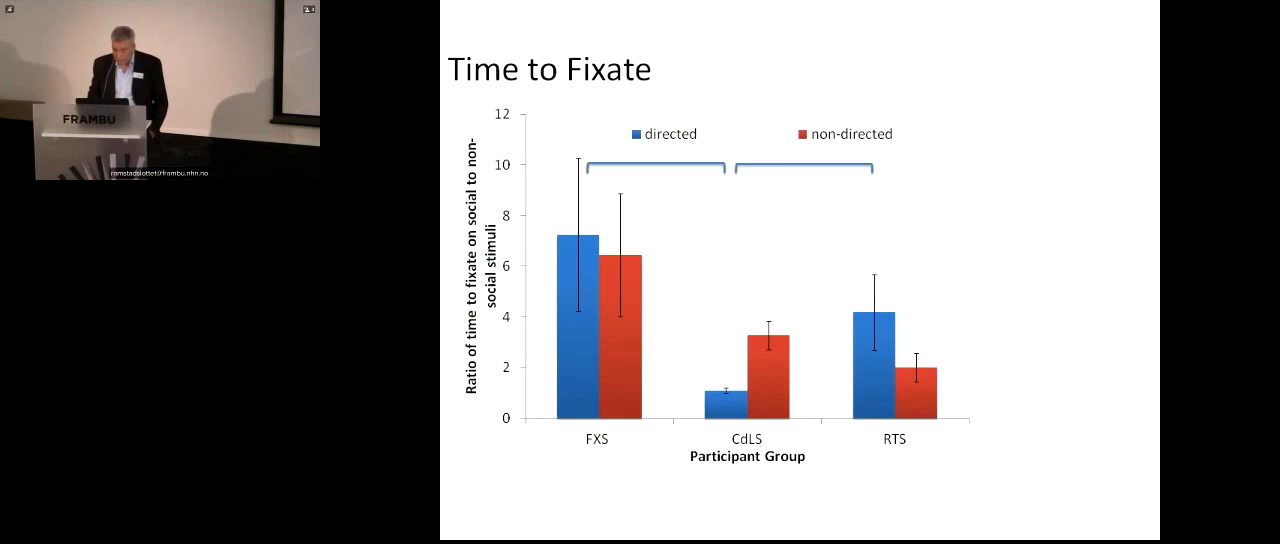 FRAMBU
ramstadslottet@frambu.nhn.no
Time to Fixate
12
directed
non-directed
10
8
6
4
2
0
Ratio of time to fixate on social to non-
social stimuli
FXS
CdLS
RTS
Participant Group